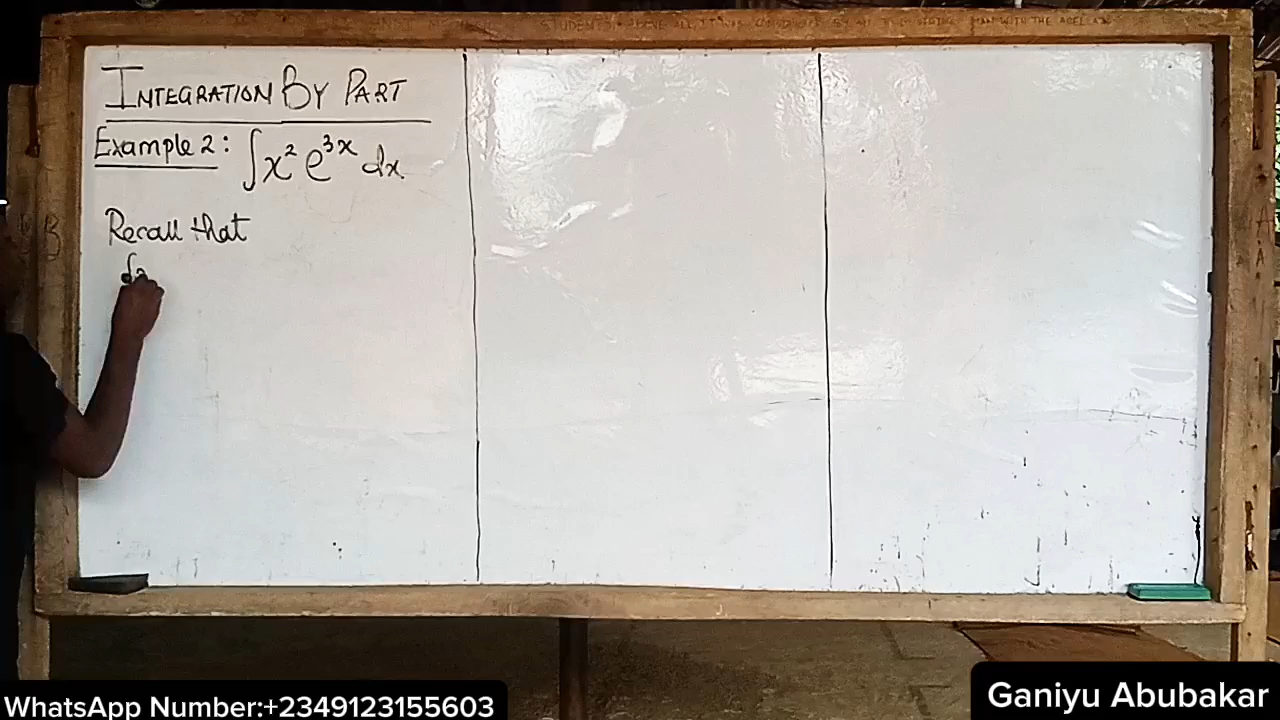 INTEGRATION BY PART
Example 2: ∫x² e³ˣ dx.
Recall that
WhatsApp Number:+2349123155603
Ganiyu Abubakar